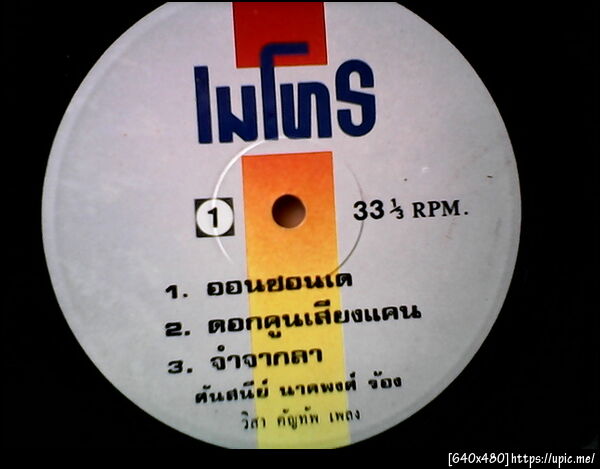 ไมโทร
1
33 ⅓ RPM.
1. ออนซอนเด
2. ดอกคูนเสียงแคน
3. จำจากลา
ศันสนีย์ นาคพงศ์ ร้อง
วิสา คัญทัพ เพลง
[640x480]https://upic.me/